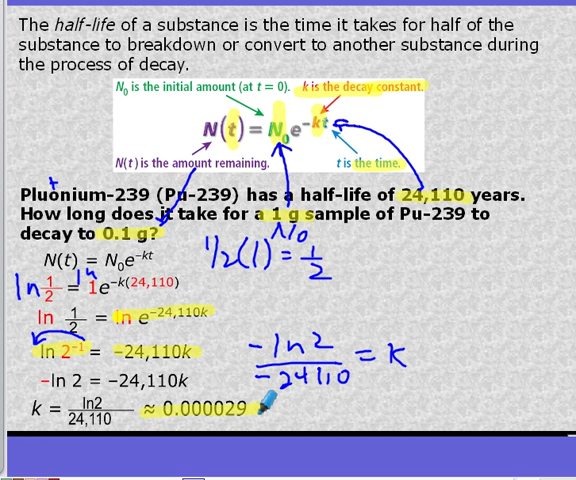 The half-life of a substance is the time it takes for half of the
substance to breakdown or convert to another substance during
the process of decay.
N₀ is the initial amount (at t = 0). k is the decay constant.
N(t) = N₀e⁻ᵏᵗ
N(t) is the amount remaining. t is the time.
t
Pluonium-239 (Pu-239) has a half-life of 24,110 years.
How long does it take for a 1 g sample of Pu-239 to
decay to 0.1 g?
N₀
N(t) = N₀e^-kt
1/2(1) = 1/2
ln 1/2 = ln 1e^-k(24,110)
ln 1/2 = ln e^-24,110k
ln 2⁻¹ = -24,110k
-ln 2 / -24110 = k
-ln 2 = -24,110k
k = ln2/24,110 ≈ 0.000029